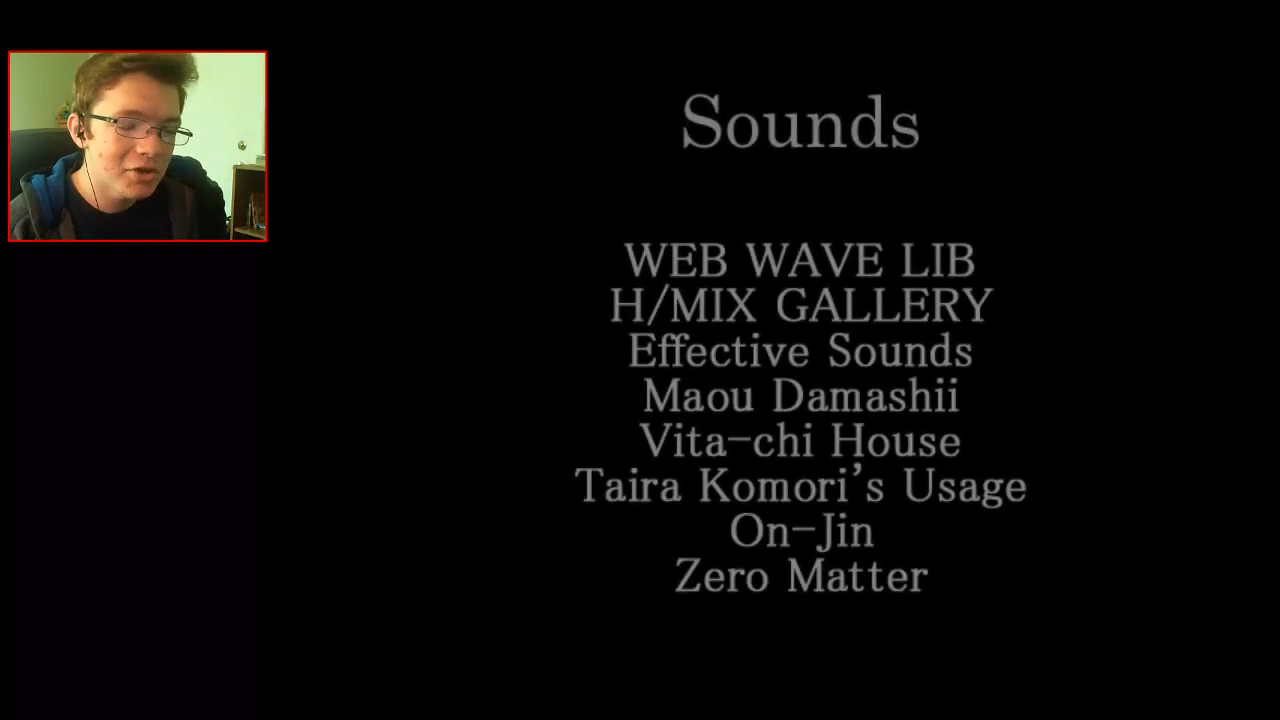 Sounds
WEB WAVE LIB
H/MIX GALLERY
Effective Sounds
Maou Damashii
Vita-chi House
Taira Komori's Usage
On-Jin
Zero Matter